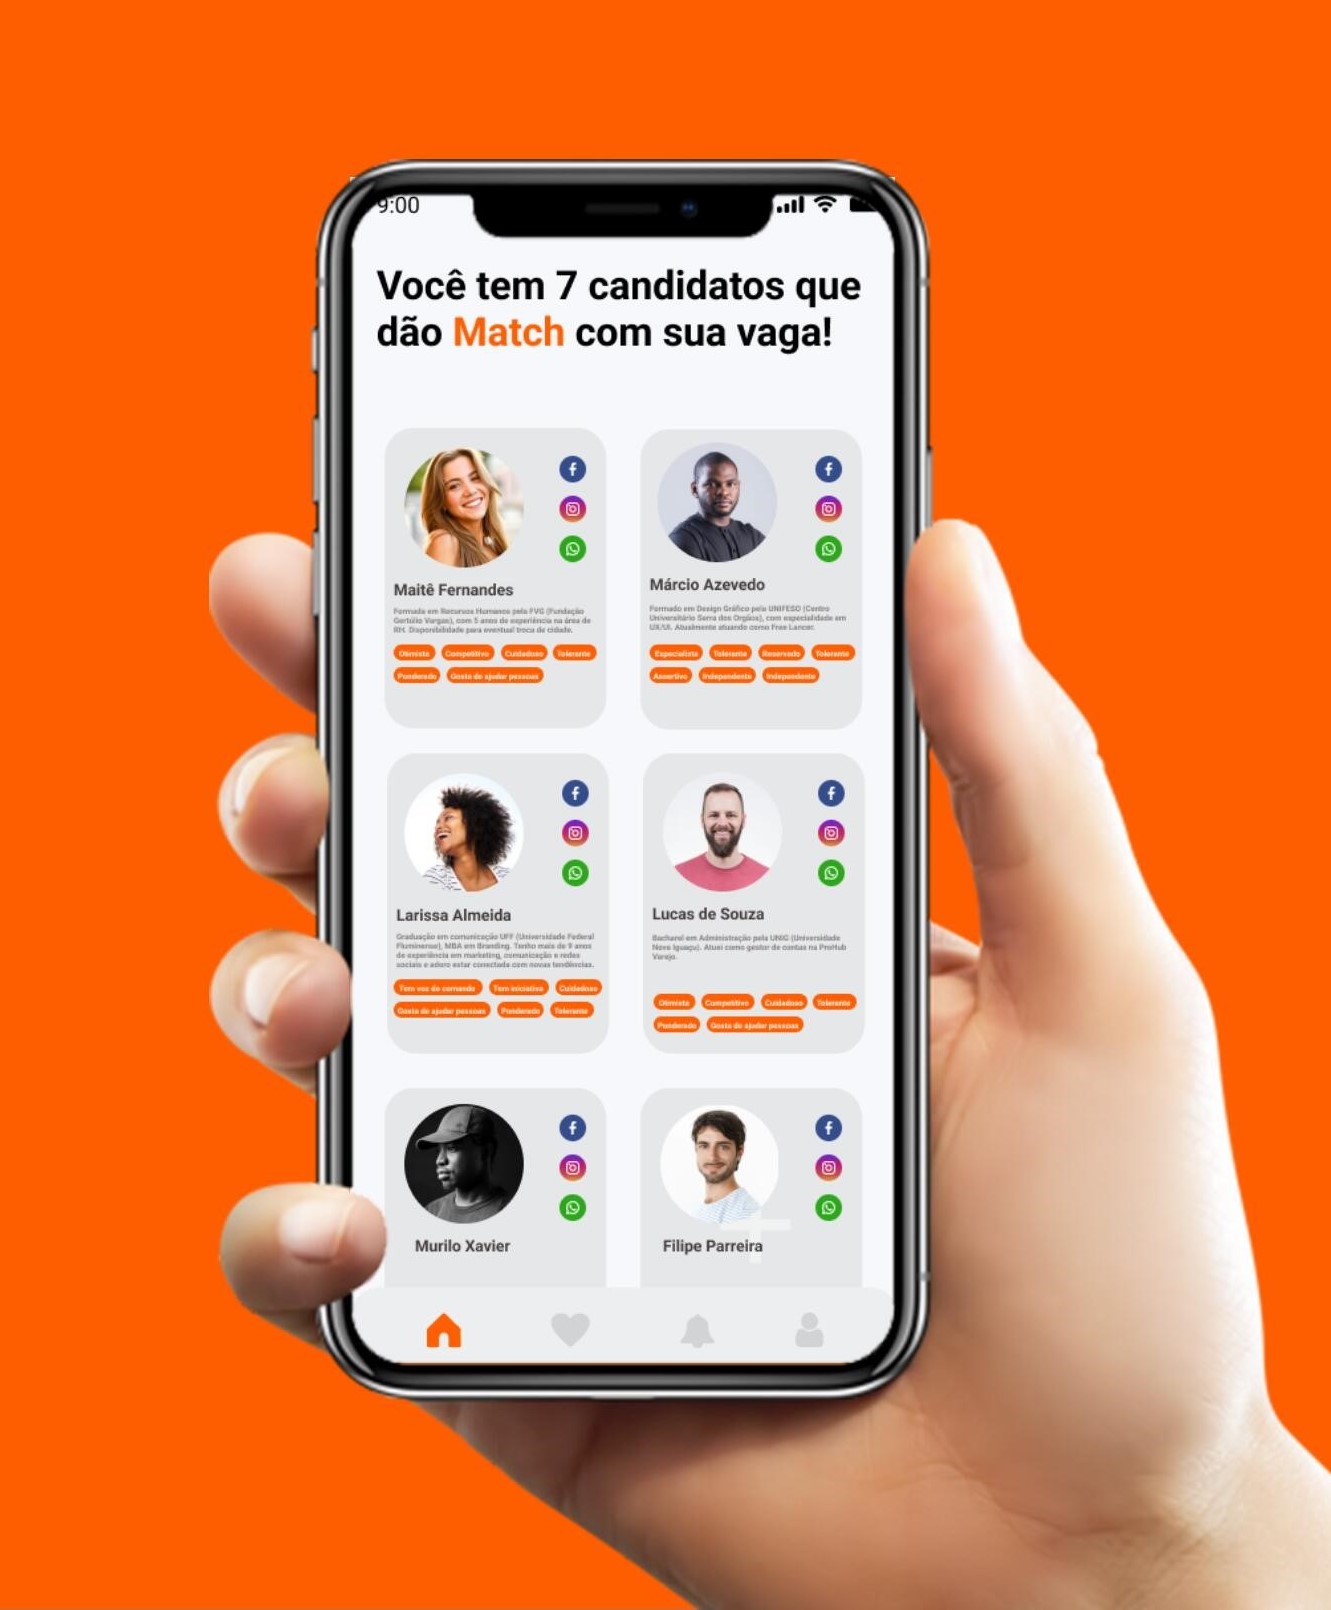 9:00
Você tem 7 candidatos que
dão Match com sua vaga!
Maitê Fernandes
Formada em Recursos Humanos pela FVG (Fundação
Gertúlio Vargas), com 5 anos de experiência na área de
RH. Disponibilidade para eventual troca de cidade.
Otimista Competitivo Cuidadoso Tolerante
Ponderado Gosta de ajudar pessoas
Márcio Azevedo
Formado em Design Gráfico pela UNIFESO (Centro
Universitário Serra dos Orgãos), com especialidade em
UX/UI. Atualmente atuando como Free Lancer.
Especialista Tolerante Reservado Tolerante
Assertivo Independente Independente
Larissa Almeida
Graduação em comunicação UFF (Universidade Federal
Fluminense), MBA em Branding. Tenho mais de 9 anos
de experiência em marketing, comunicação e redes
sociais e adoro estar conectada com novas tendências.
Tem voz de comando Tem iniciativa Cuidadoso
Gosta de ajudar pessoas Ponderado Tolerante
Lucas de Souza
Bacharel em Administração pela UNIG (Universidade
Nova Iguaçu). Atuei como gestor de contas na ProHub
Varejo.
Otimista Competitivo Cuidadoso Tolerante
Ponderado Gosta de ajudar pessoas
Murilo Xavier
Filipe Parreira